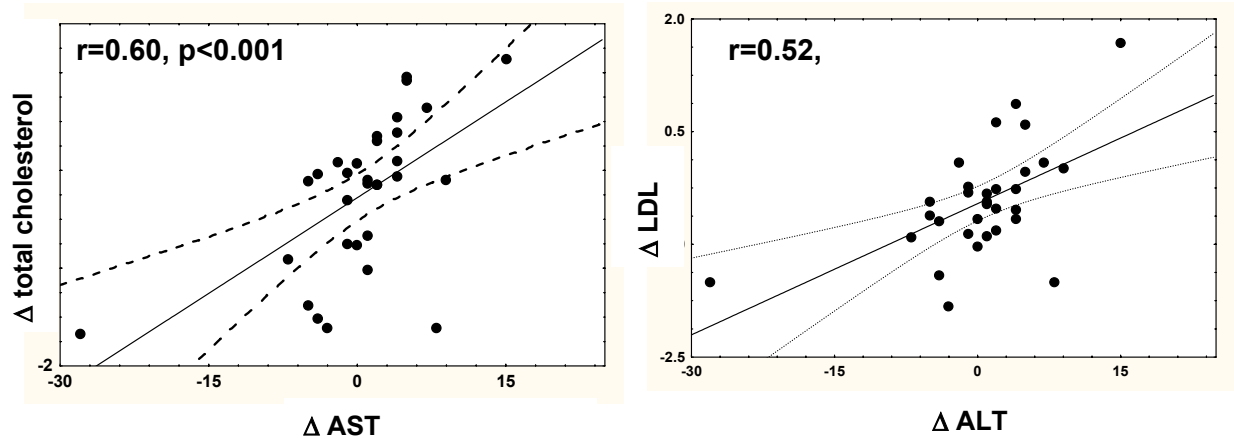 r=0.60, p<0.001
Δ total cholesterol
-2
-30 -15 0 15
Δ AST
r=0.52,
Δ LDL
2.0
0.5
-2.5
-30 -15 0 15
Δ ALT